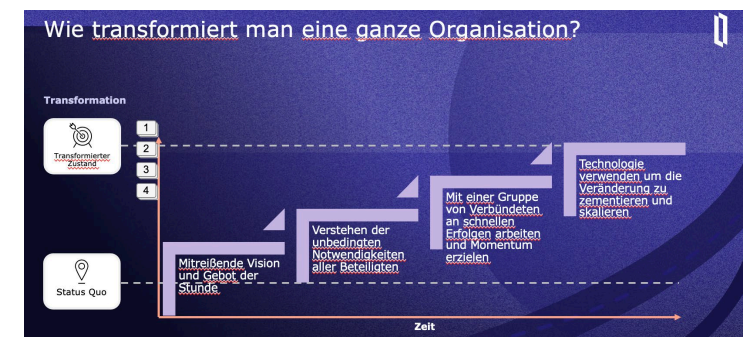 Wie transformiert man eine ganze Organisation?
Transformation
1
2
3
4
Transformierter
Zustand
Status Quo
Mitreißende Vision
und Gebot der
Stunde
Verstehen der
unbedingten
Notwendigkeiten
aller Beteiligten
Mit einer Gruppe
von Verbündeten
an schnellen
Erfolgen arbeiten
und Momentum
erzielen
Technologie
verwenden um die
Veränderung zu
zementieren und
skalieren
Zeit